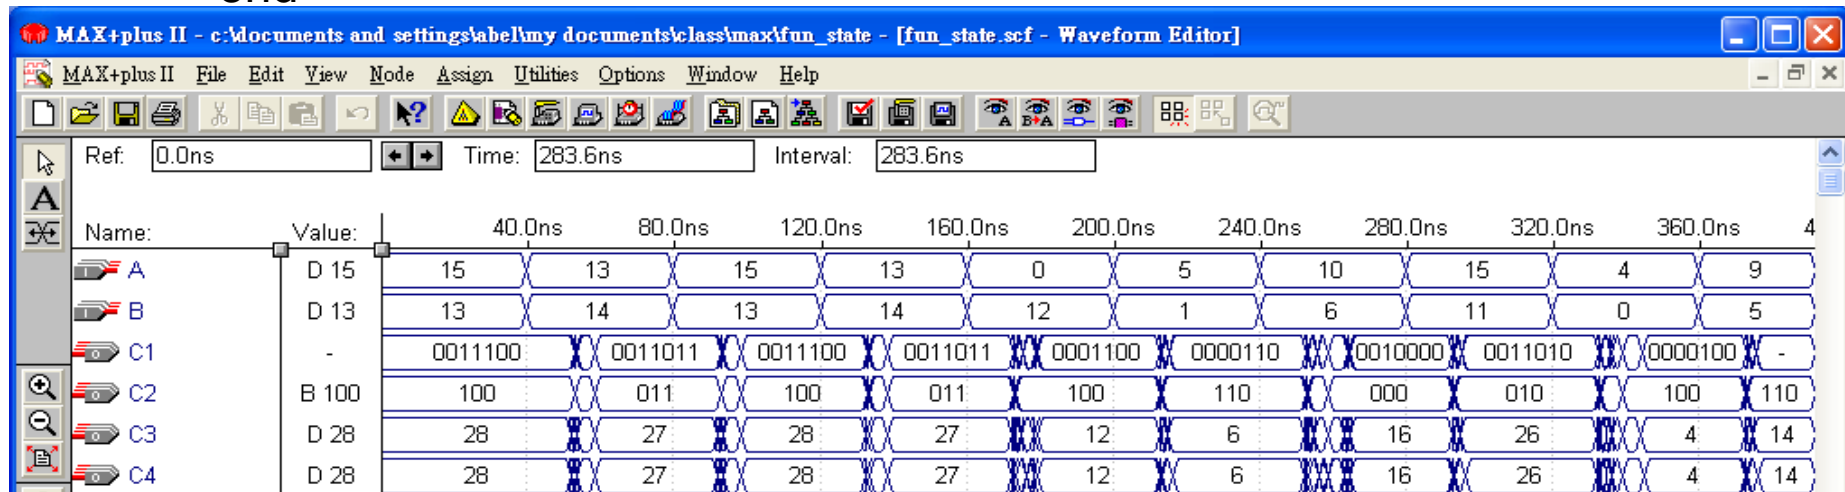 end
MAX+plus II - c:\documents and settings\abel\my documents\class\max\fun_state - [fun_state.scf - Waveform Editor]
MAX+plus II File Edit View Node Assign Utilities Options Window Help
Ref: 0.0ns Time: 283.6ns Interval: 283.6ns
Name: Value: 40.0ns 80.0ns 120.0ns 160.0ns 200.0ns 240.0ns 280.0ns 320.0ns 360.0ns 4
A D 15 15 13 15 13 0 5 10 15 4 9
B D 13 13 14 13 14 12 1 6 11 0 5
C1 - 0011100 0011011 0011100 0011011 0001100 0000110 0010000 0011010 0000100 -
C2 B 100 100 011 100 011 100 110 000 010 100 110
C3 D 28 28 27 28 27 12 6 16 26 4 14
C4 D 28 28 27 28 27 12 6 16 26 4 14